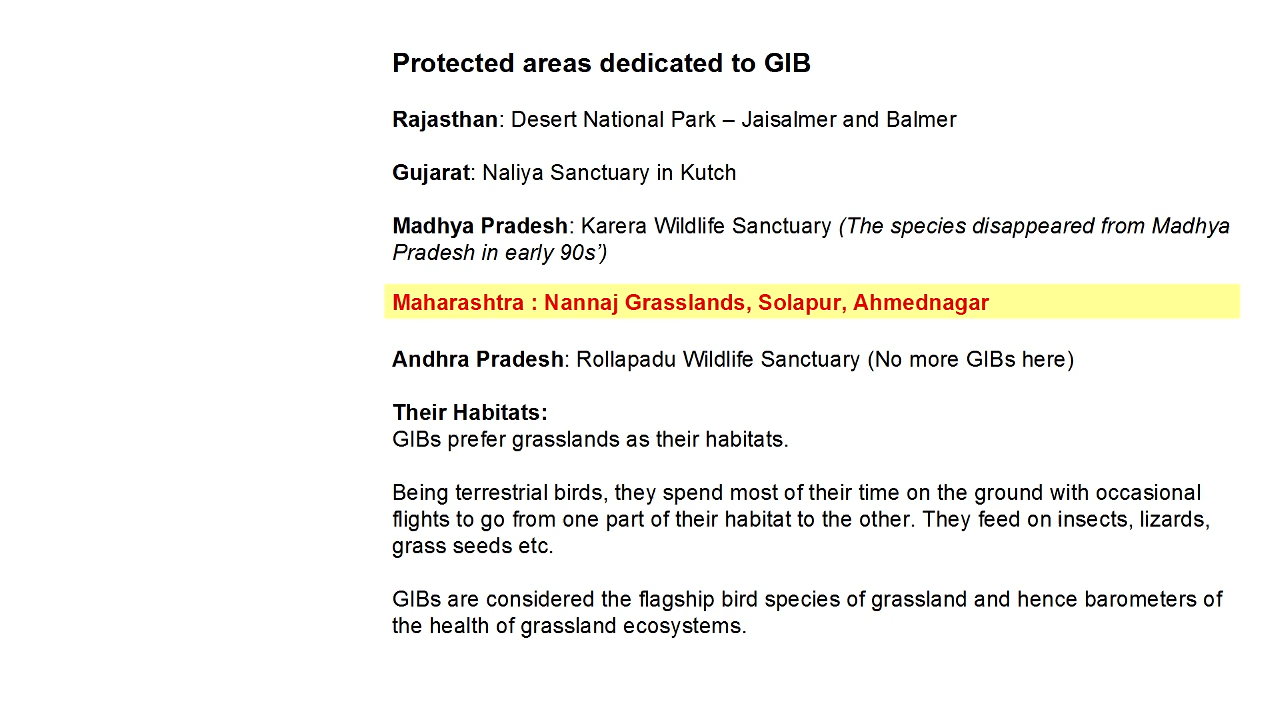 Protected areas dedicated to GIB
Rajasthan: Desert National Park – Jaisalmer and Balmer
Gujarat: Naliya Sanctuary in Kutch
Madhya Pradesh: Karera Wildlife Sanctuary (The species disappeared from Madhya
Pradesh in early 90s’)
Maharashtra : Nannaj Grasslands, Solapur, Ahmednagar
Andhra Pradesh: Rollapadu Wildlife Sanctuary (No more GIBs here)
Their Habitats:
GIBs prefer grasslands as their habitats.
Being terrestrial birds, they spend most of their time on the ground with occasional
flights to go from one part of their habitat to the other. They feed on insects, lizards,
grass seeds etc.
GIBs are considered the flagship bird species of grassland and hence barometers of
the health of grassland ecosystems.